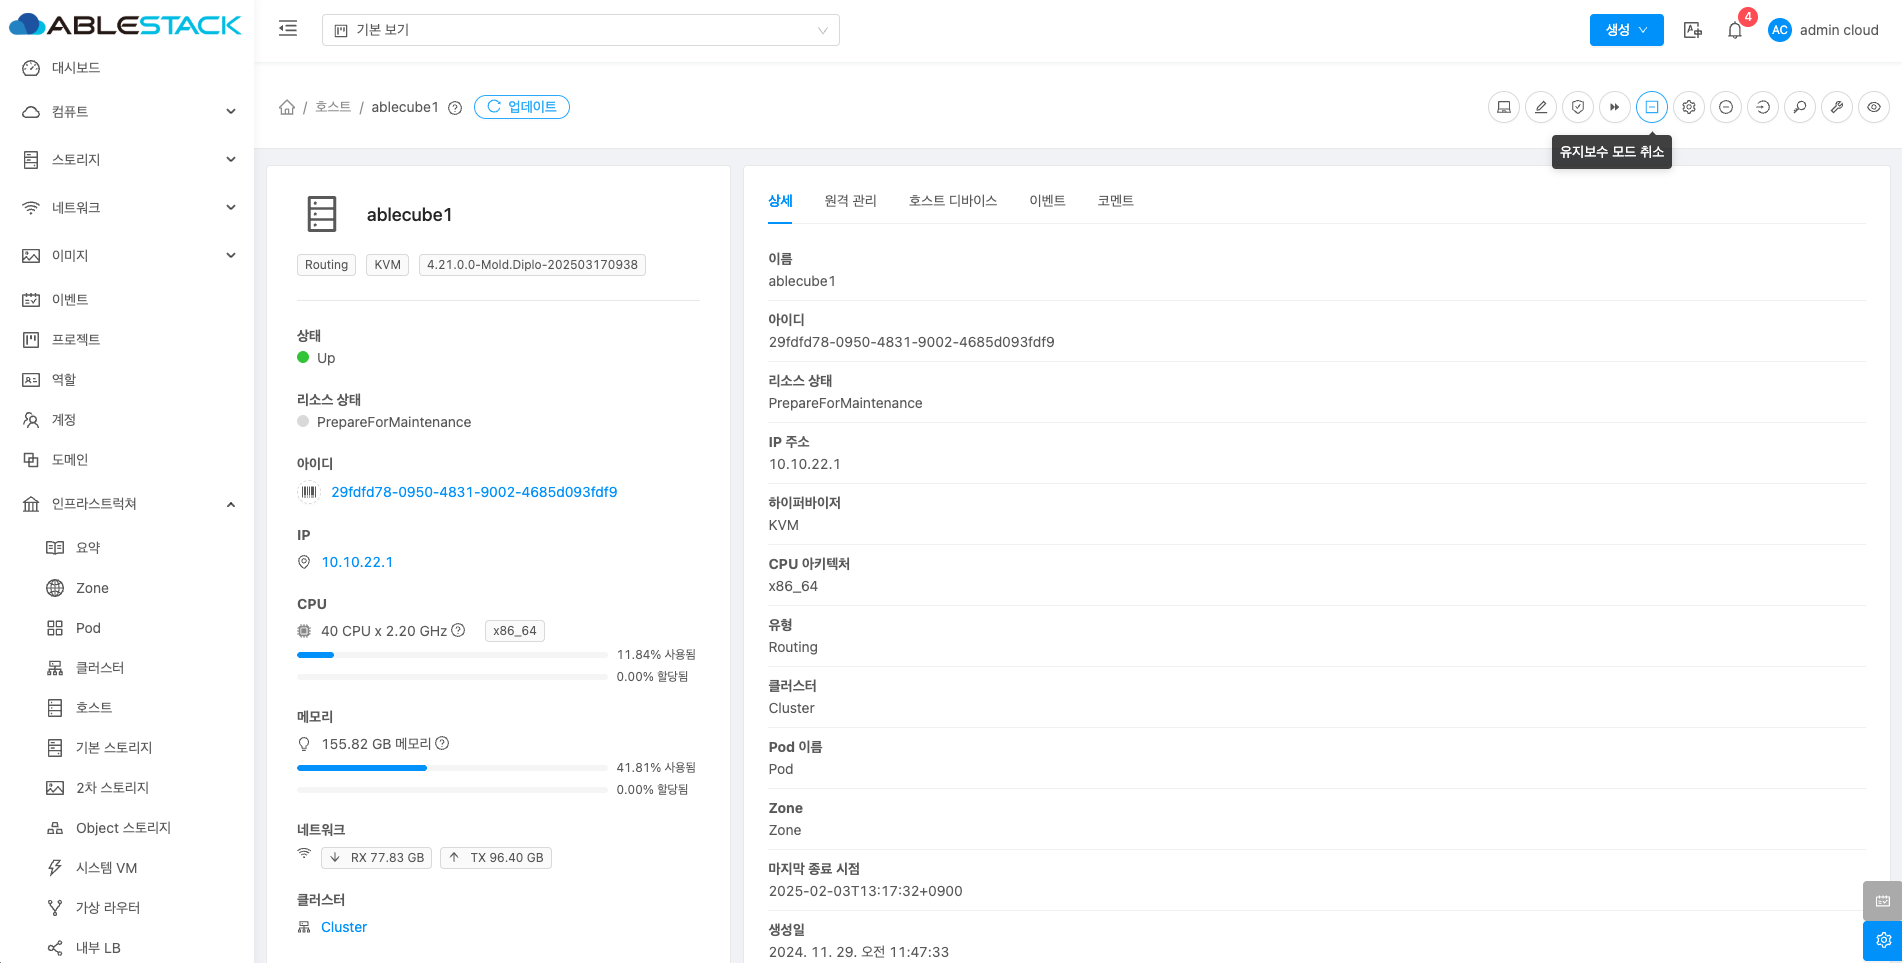 ABLESTACK
기본 보기
생성
4
AC
admin cloud
대시보드
컴퓨트
스토리지
네트워크
이미지
이벤트
프로젝트
역할
계정
도메인
인프라스트럭쳐
요약
Zone
Pod
클러스터
호스트
기본 스토리지
2차 스토리지
Object 스토리지
시스템 VM
가상 라우터
내부 LB
/ 호스트 / ablecube1
업데이트
유지보수 모드 취소
ablecube1
Routing
KVM
4.21.0.0-Mold.Diplo-202503170938
상태
Up
리소스 상태
PrepareForMaintenance
아이디
29fdfd78-0950-4831-9002-4685d093fdf9
IP
10.10.22.1
CPU
40 CPU x 2.20 GHz
x86_64
11.84% 사용됨
0.00% 할당됨
메모리
155.82 GB 메모리
41.81% 사용됨
0.00% 할당됨
네트워크
RX 77.83 GB
TX 96.40 GB
클러스터
Cluster
상세
원격 관리
호스트 디바이스
이벤트
코멘트
이름
ablecube1
아이디
29fdfd78-0950-4831-9002-4685d093fdf9
리소스 상태
PrepareForMaintenance
IP 주소
10.10.22.1
하이퍼바이저
KVM
CPU 아키텍처
x86_64
유형
Routing
클러스터
Cluster
Pod 이름
Pod
Zone
Zone
마지막 종료 시점
2025-02-03T13:17:32+0900
생성일
2024. 11. 29. 오전 11:47:33